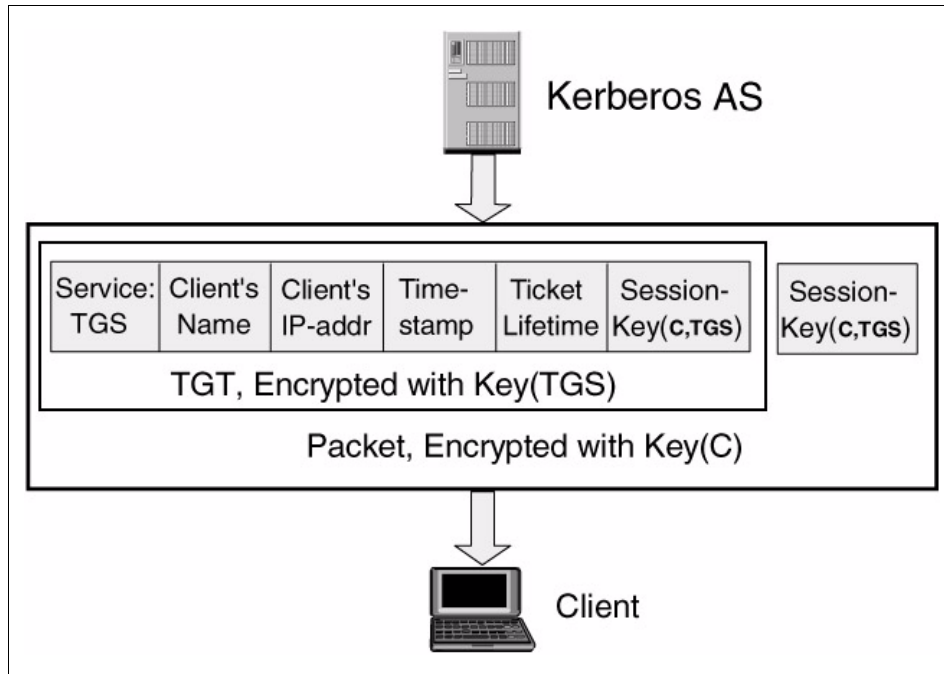 Kerberos AS
Service: TGS
Client's Name
Client's IP-addr
Time-stamp
Ticket Lifetime
Session-Key(C,TGS)
Session-Key(C,TGS)
TGT, Encrypted with Key(TGS)
Packet, Encrypted with Key(C)
Client